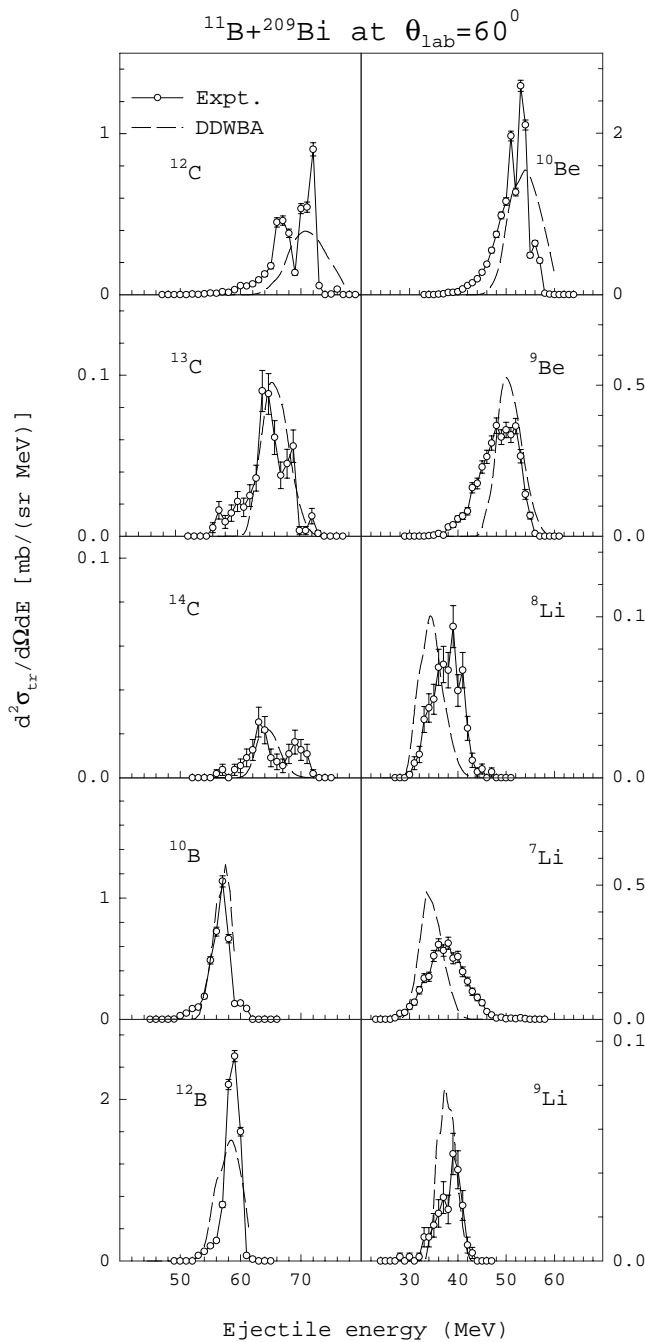 ¹¹B+²⁰⁹Bi at θlab=60⁰
Expt.
DDWBA
¹²C
¹⁰Be
1
0
2
0
¹³C
⁹Be
0.1
0.0
0.5
0.0
¹⁴C
⁸Li
0.1
0.0
0.1
0.0
¹⁰B
⁷Li
1
0
0.5
0.0
¹²B
⁹Li
2
0
0.1
0.0
d²σtr/dΩdE [mb/(sr MeV)]
50 60 70 30 40 50 60
Ejectile energy (MeV)